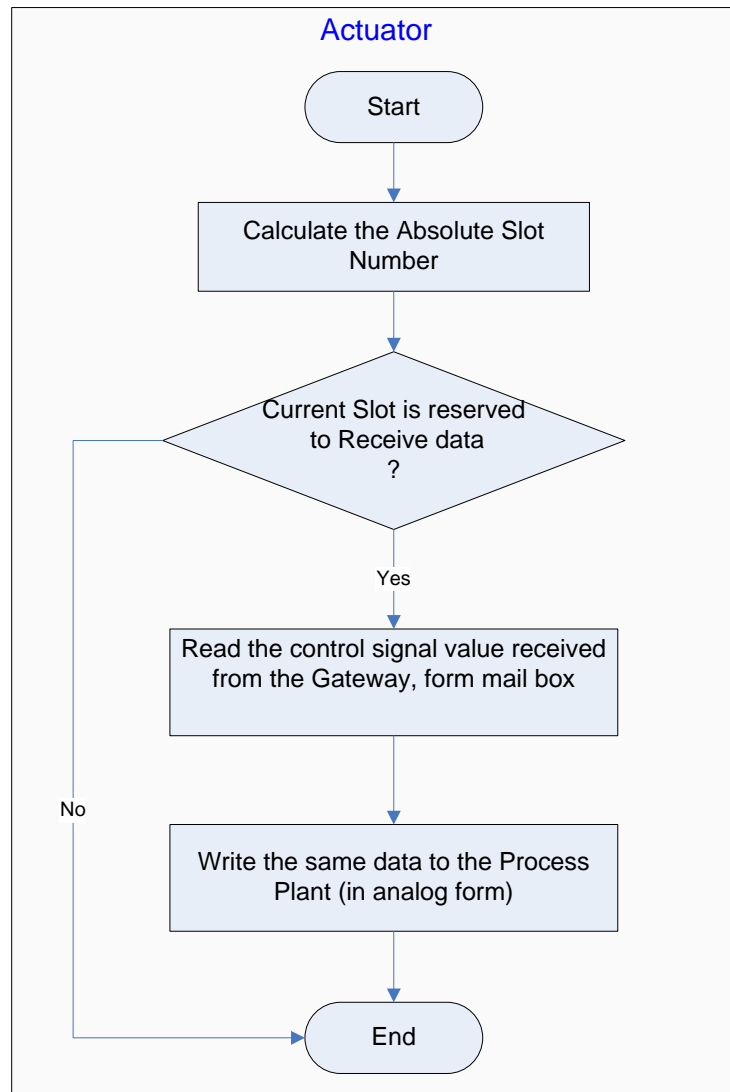 Actuator
Start
Calculate the Absolute Slot
Number
Current Slot is reserved
to Receive data
?
Yes
Read the control signal value received
from the Gateway, form mail box
No
Write the same data to the Process
Plant (in analog form)
End